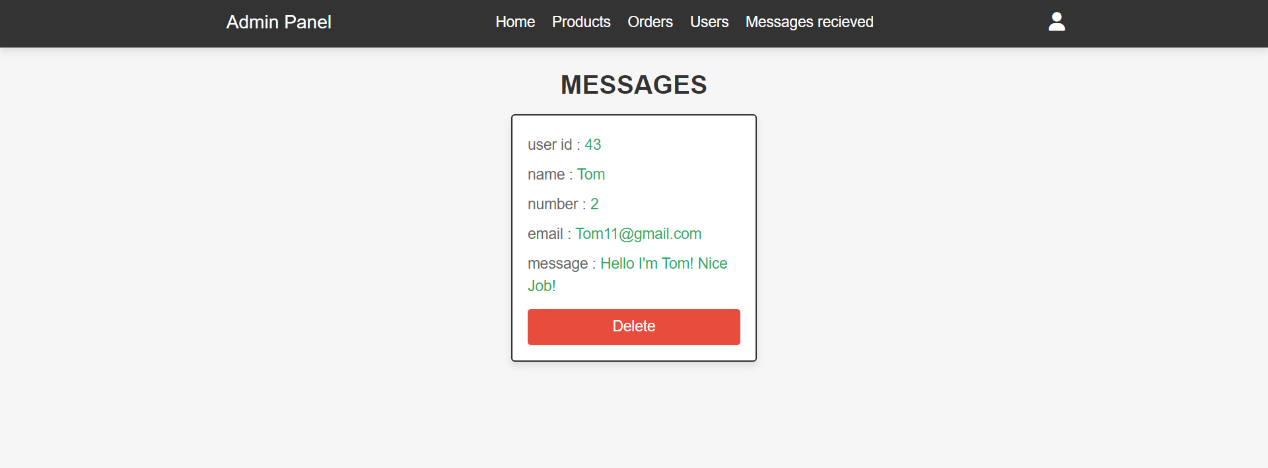 Admin Panel Home Products Orders Users Messages recieved
MESSAGES
user id : 43
name : Tom
number : 2
email : Tom11@gmail.com
message : Hello I'm Tom! Nice
Job!
Delete